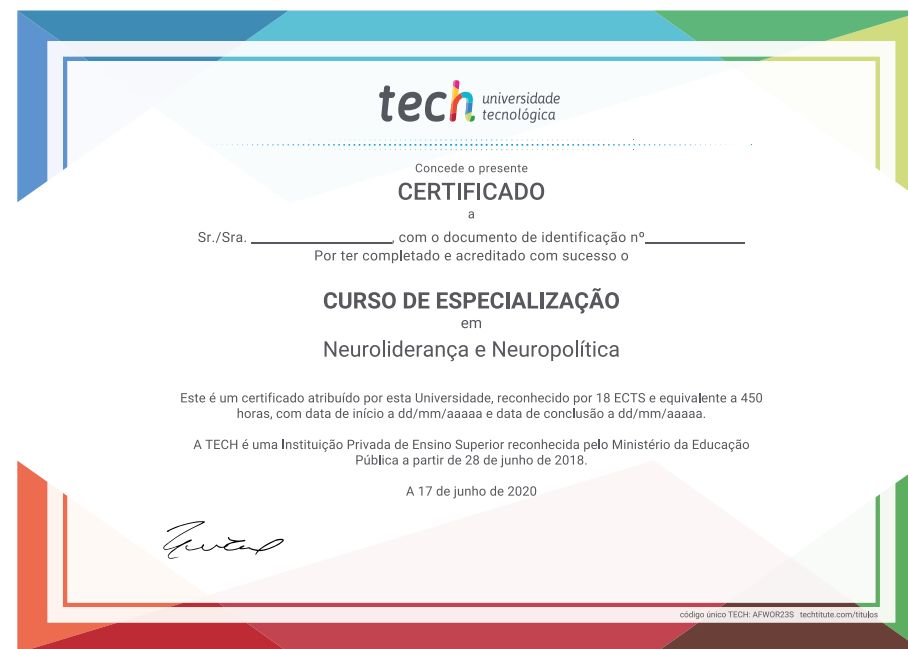 tech universidade
tecnológica
Concede o presente
CERTIFICADO
a
Sr./Sra. ____________________, com o documento de identificação nº______________
Por ter completado e acreditado com sucesso o
CURSO DE ESPECIALIZAÇÃO
em
Neuroliderança e Neuropolítica
Este é um certificado atribuído por esta Universidade, reconhecido por 18 ECTS e equivalente a 450
horas, com data de início a dd/mm/aaaaa e data de conclusão a dd/mm/aaaaa.
A TECH é uma Instituição Privada de Ensino Superior reconhecida pelo Ministério da Educação
Pública a partir de 28 de junho de 2018.
A 17 de junho de 2020
código único TECH: AFWOR23S techtitute.com/titulos